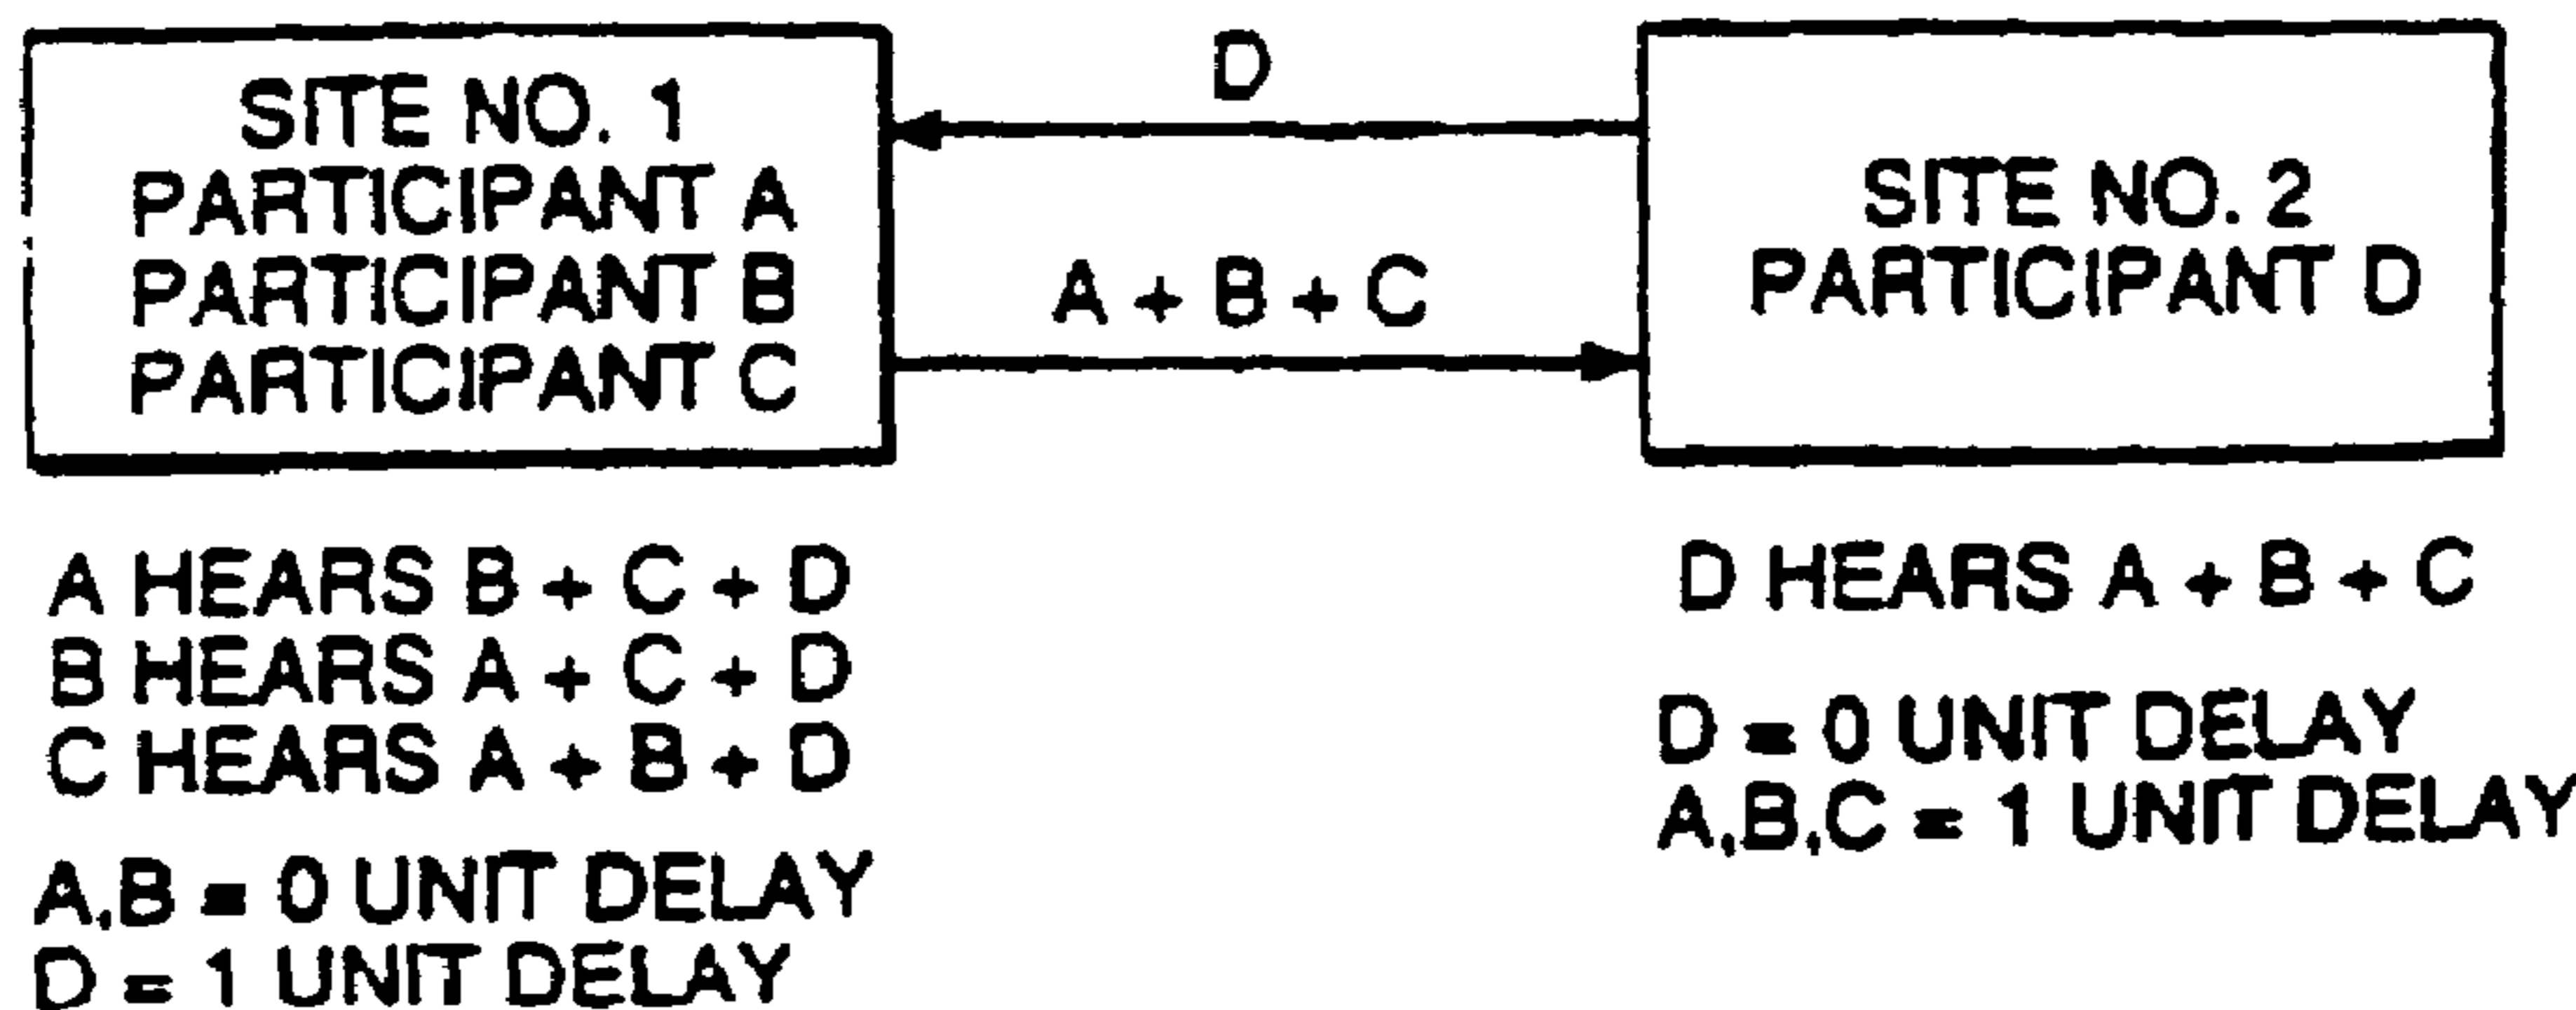 SITE NO. 1
PARTICIPANT A
PARTICIPANT B
PARTICIPANT C
D
A + B + C
SITE NO. 2
PARTICIPANT D
A HEARS B + C + D
B HEARS A + C + D
C HEARS A + B + D
A,B = 0 UNIT DELAY
D = 1 UNIT DELAY
D HEARS A + B + C
D = 0 UNIT DELAY
A,B,C = 1 UNIT DELAY